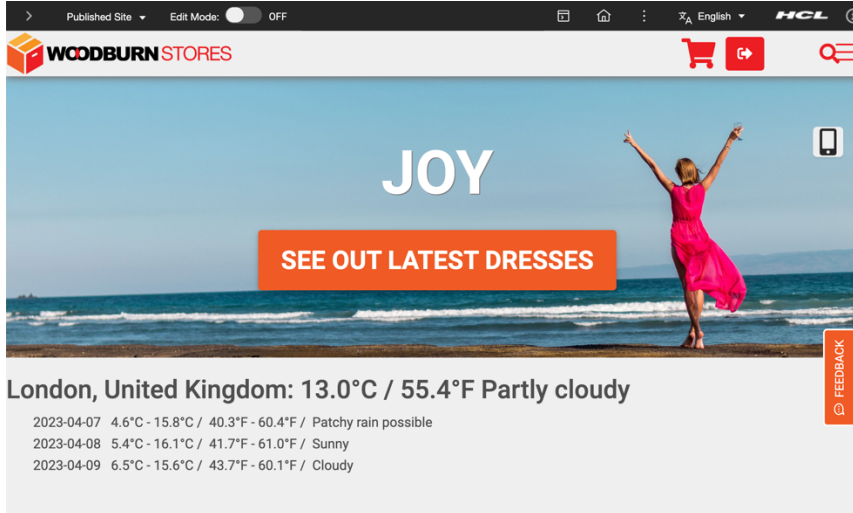 Published Site
Edit Mode: OFF
English
HCL
WOODBURN STORES
JOY
SEE OUT LATEST DRESSES
FEEDBACK
London, United Kingdom: 13.0°C / 55.4°F Partly cloudy
2023-04-07 4.6°C - 15.8°C / 40.3°F - 60.4°F / Patchy rain possible
2023-04-08 5.4°C - 16.1°C / 41.7°F - 61.0°F / Sunny
2023-04-09 6.5°C - 15.6°C / 43.7°F - 60.1°F / Cloudy